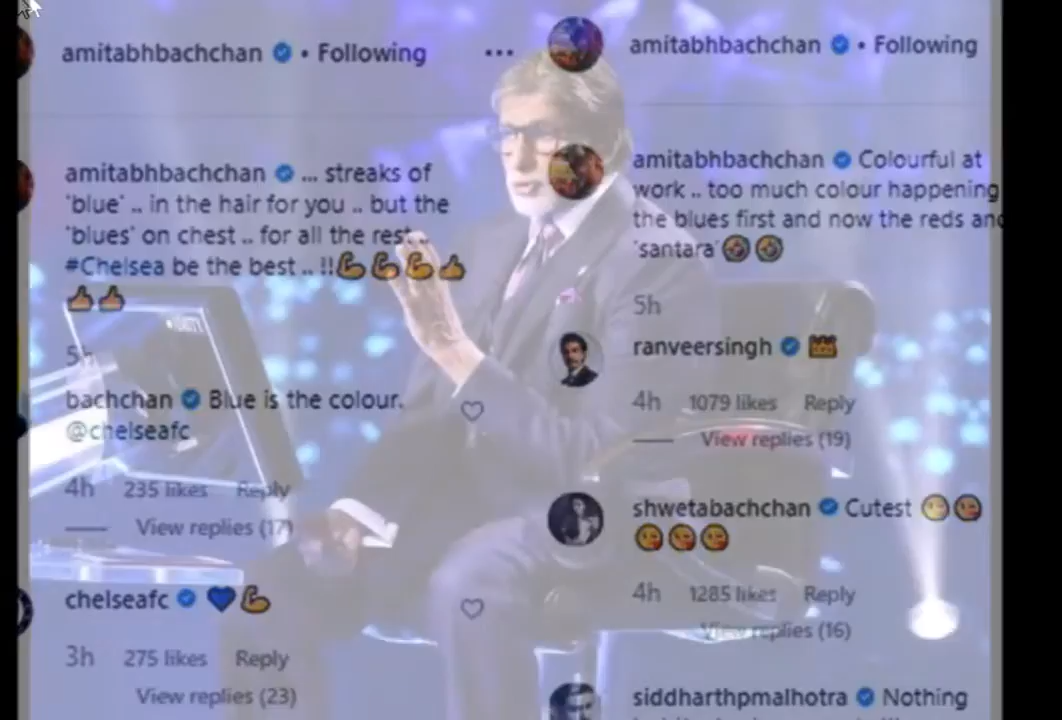 amitabhbachchan • Following
amitabhbachchan ... streaks of
'blue' .. in the hair for you .. but the
'blues' on chest .. for all the rest ..
#Chelsea be the best .. !!💪💪💪👍
👍👍
5h
bachchan Blue is the colour.
@chelseafc
4h 235 likes Reply
View replies (17)
chelseafc 💙💪
3h 275 likes Reply
View replies (23)
amitabhbachchan • Following
amitabhbachchan Colourful at
work .. too much colour happening
the blues first and now the reds and
'santara' 🤣🤣
5h
ranveersingh 👑
4h 1079 likes Reply
View replies (19)
shwetabachchan Cutest 😘😘
😘😘😘
4h 1285 likes Reply
View replies (16)
siddharthpmalhotra Nothing